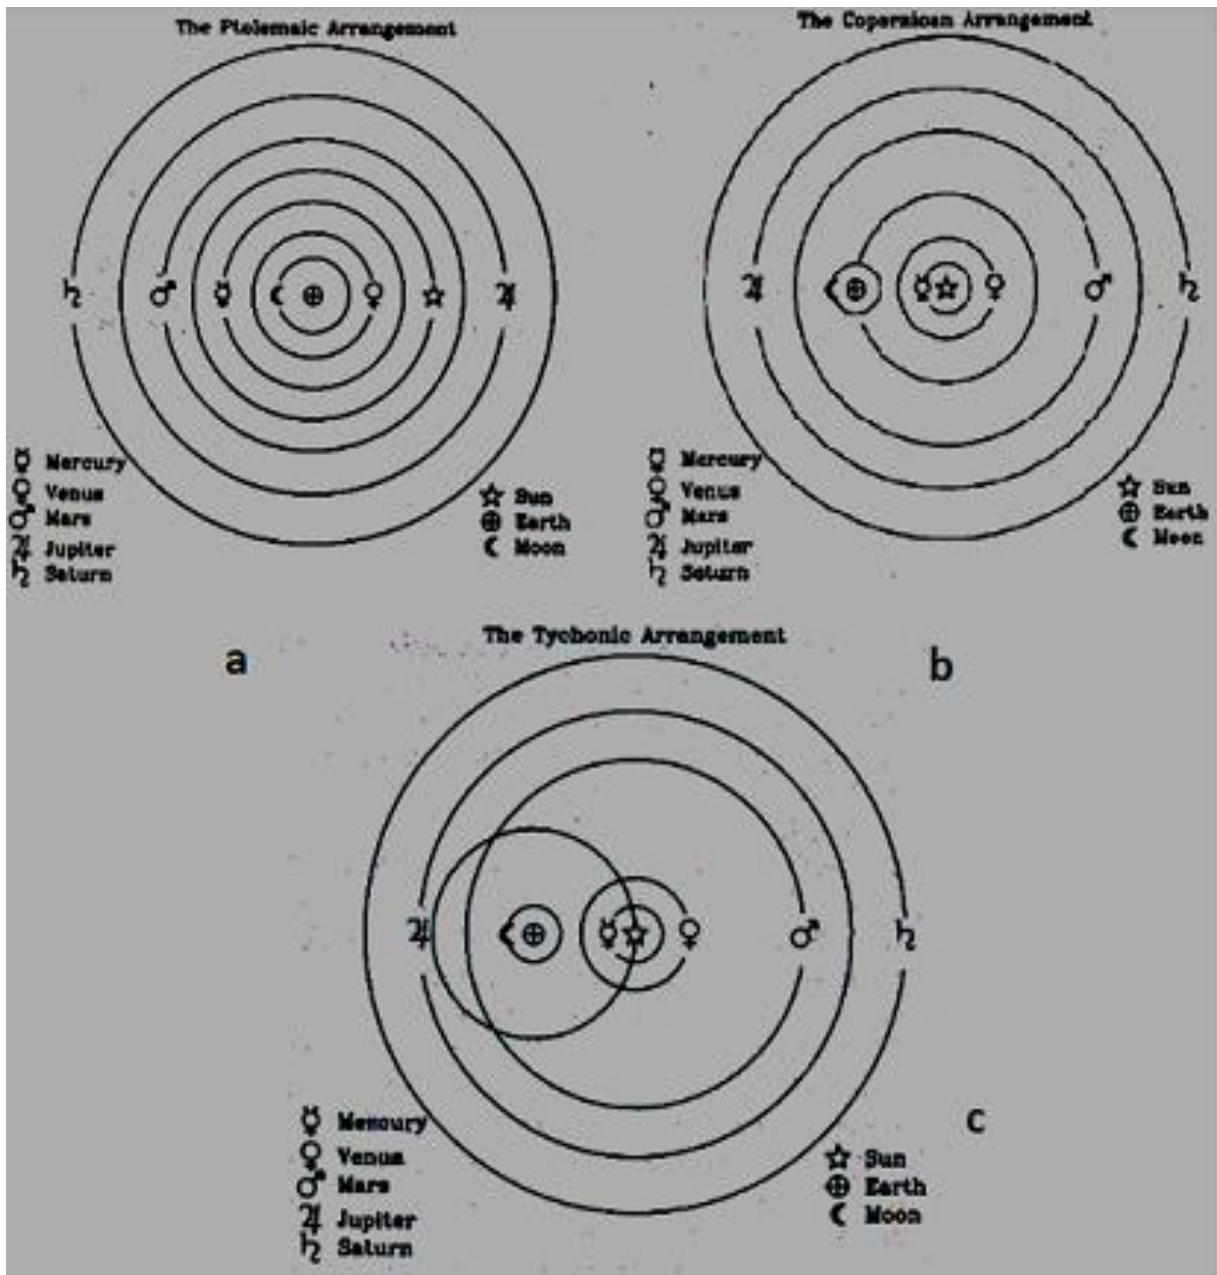 The Ptolemaic Arrangement
Mercury
Venus
Mars
Jupiter
Saturn
Sun
Earth
Moon
a
The Copernican Arrangement
Mercury
Venus
Mars
Jupiter
Saturn
Sun
Earth
Moon
b
The Tychonic Arrangement
Mercury
Venus
Mars
Jupiter
Saturn
Sun
Earth
Moon
c